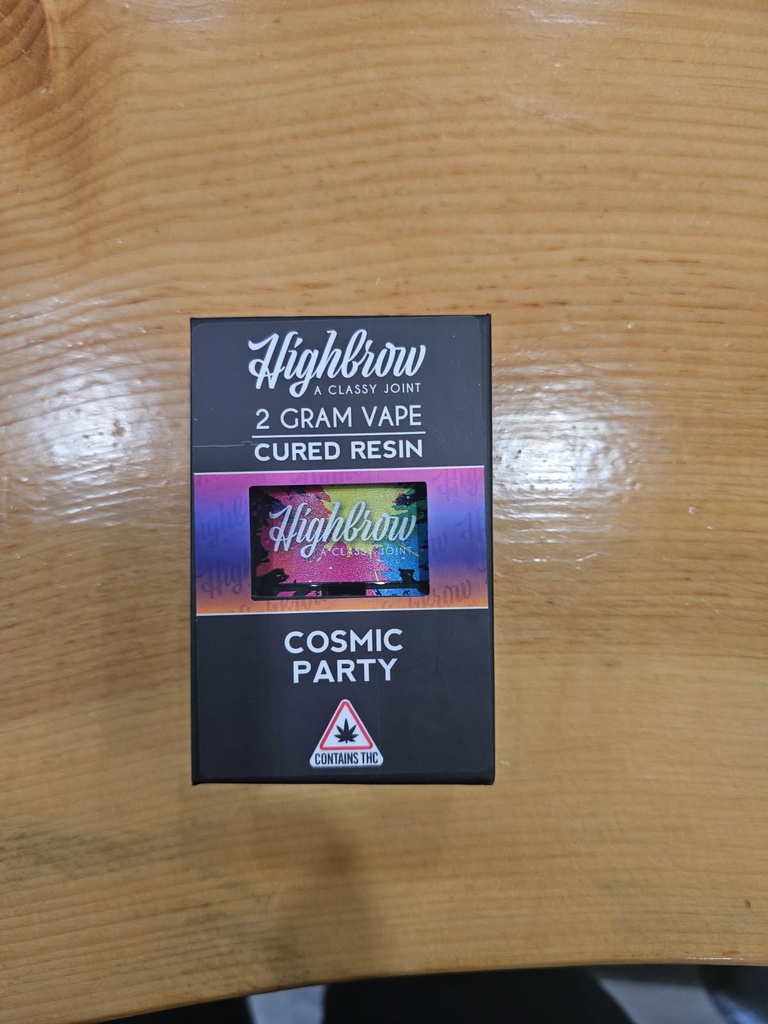 Highbrow
A CLASSY JOINT
2 GRAM VAPE
CURED RESIN
Highbrow
A CLASSY JOINT
COSMIC
PARTY
CONTAINS THC